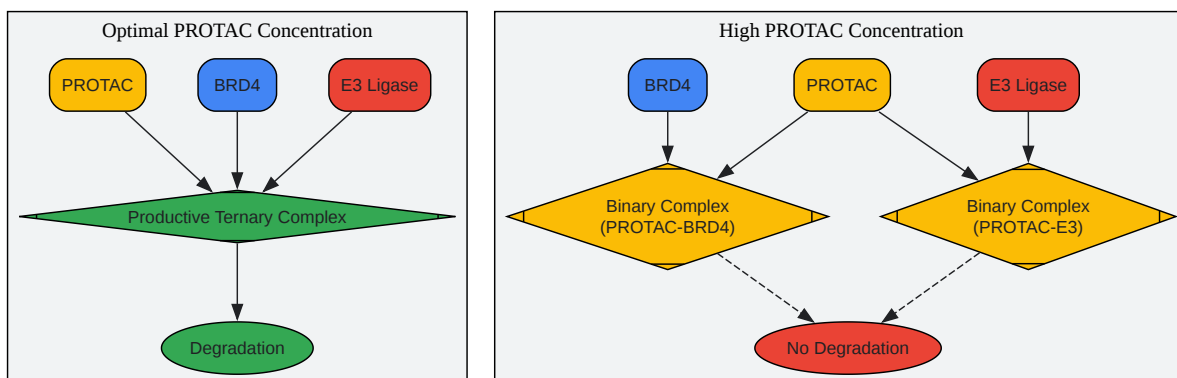 Optimal PROTAC Concentration
PROTAC
BRD4
E3 Ligase
Productive Ternary Complex
Degradation
High PROTAC Concentration
BRD4
PROTAC
E3 Ligase
Binary Complex
(PROTAC-BRD4)
Binary Complex
(PROTAC-E3)
No Degradation